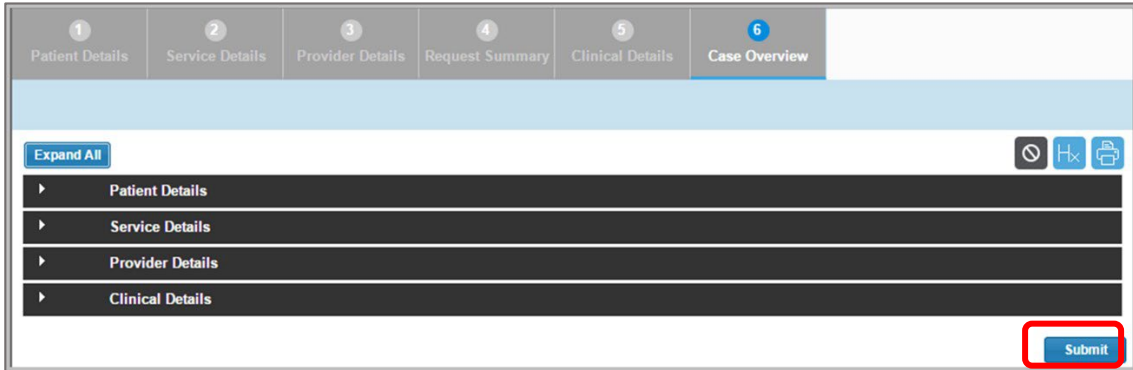 1 2 3 4 5 6
Patient Details Service Details Provider Details Request Summary Clinical Details Case Overview
Expand All Hx
Patient Details
Service Details
Provider Details
Clinical Details
Submit